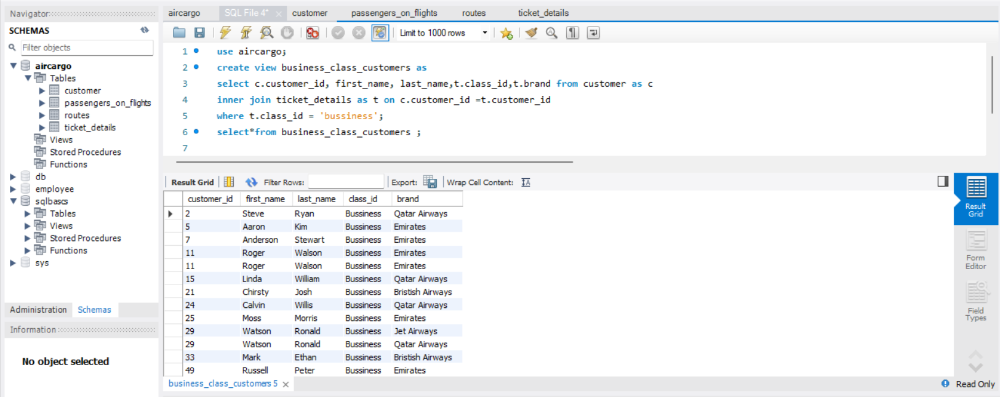 Navigator
SCHEMAS
Filter objects
aircargo
Tables
customer
passengers_on_flights
routes
ticket_details
Views
Stored Procedures
Functions
db
employee
sqlbascs
Tables
Views
Stored Procedures
Functions
sys
Administration Schemas
Information
No object selected
aircargo SQL File 4* customer passengers_on_flights routes ticket_details
Limit to 1000 rows
1 use aircargo;
2 create view business_class_customers as
3 select c.customer_id, first_name, last_name,t.class_id,t.brand from customer as c
4 inner join ticket_details as t on c.customer_id =t.customer_id
5 where t.class_id = 'bussiness';
6 select*from business_class_customers ;
7
Result Grid Filter Rows: Export: Wrap Cell Content:
customer_id first_name last_name class_id brand
2 Steve Ryan Bussiness Qatar Airways
5 Aaron Kim Bussiness Emirates
7 Anderson Stewart Bussiness Emirates
11 Roger Walson Bussiness Emirates
11 Roger Walson Bussiness Emirates
15 Linda William Bussiness Qatar Airways
21 Chirsty Josh Bussiness Bristish Airways
24 Calvin Willis Bussiness Qatar Airways
25 Moss Morris Bussiness Emirates
29 Watson Ronald Bussiness Jet Airways
29 Watson Ronald Bussiness Qatar Airways
33 Mark Ethan Bussiness Bristish Airways
49 Russell Peter Bussiness Emirates
business_class_customers 5
Result
Grid
Form
Editor
Field
Types
Read Only